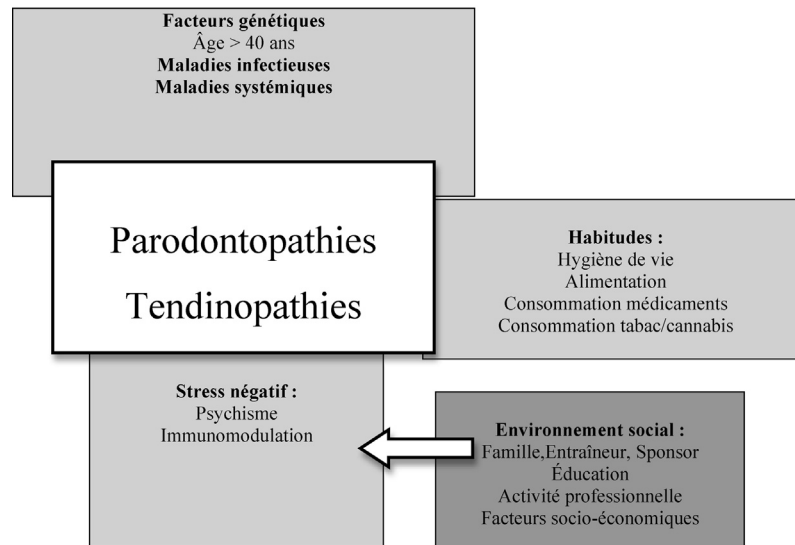 Facteurs génétiques
Âge > 40 ans
Maladies infectieuses
Maladies systémiques
Parodontopathies
Tendinopathies
Habitudes :
Hygiène de vie
Alimentation
Consommation médicaments
Consommation tabac/cannabis
Stress négatif :
Psychisme
Immunomodulation
Environnement social :
Famille,Entraîneur, Sponsor
Éducation
Activité professionnelle
Facteurs socio-économiques